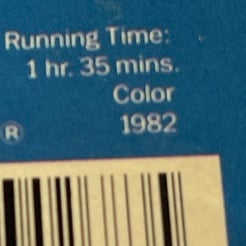 Running Time:
1 hr. 35 mins.
Color
® 1982